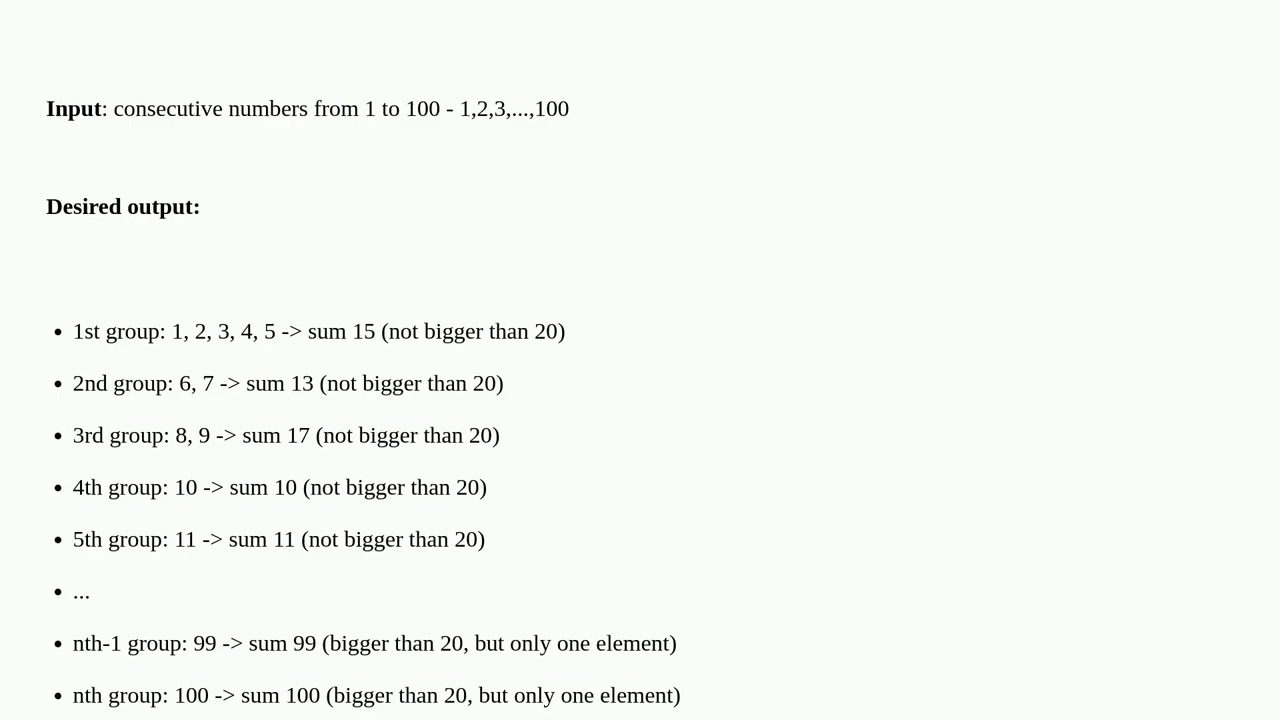 Input: consecutive numbers from 1 to 100 - 1,2,3,...,100
Desired output:
• 1st group: 1, 2, 3, 4, 5 -> sum 15 (not bigger than 20)
• 2nd group: 6, 7 -> sum 13 (not bigger than 20)
• 3rd group: 8, 9 -> sum 17 (not bigger than 20)
• 4th group: 10 -> sum 10 (not bigger than 20)
• 5th group: 11 -> sum 11 (not bigger than 20)
• ...
• nth-1 group: 99 -> sum 99 (bigger than 20, but only one element)
• nth group: 100 -> sum 100 (bigger than 20, but only one element)